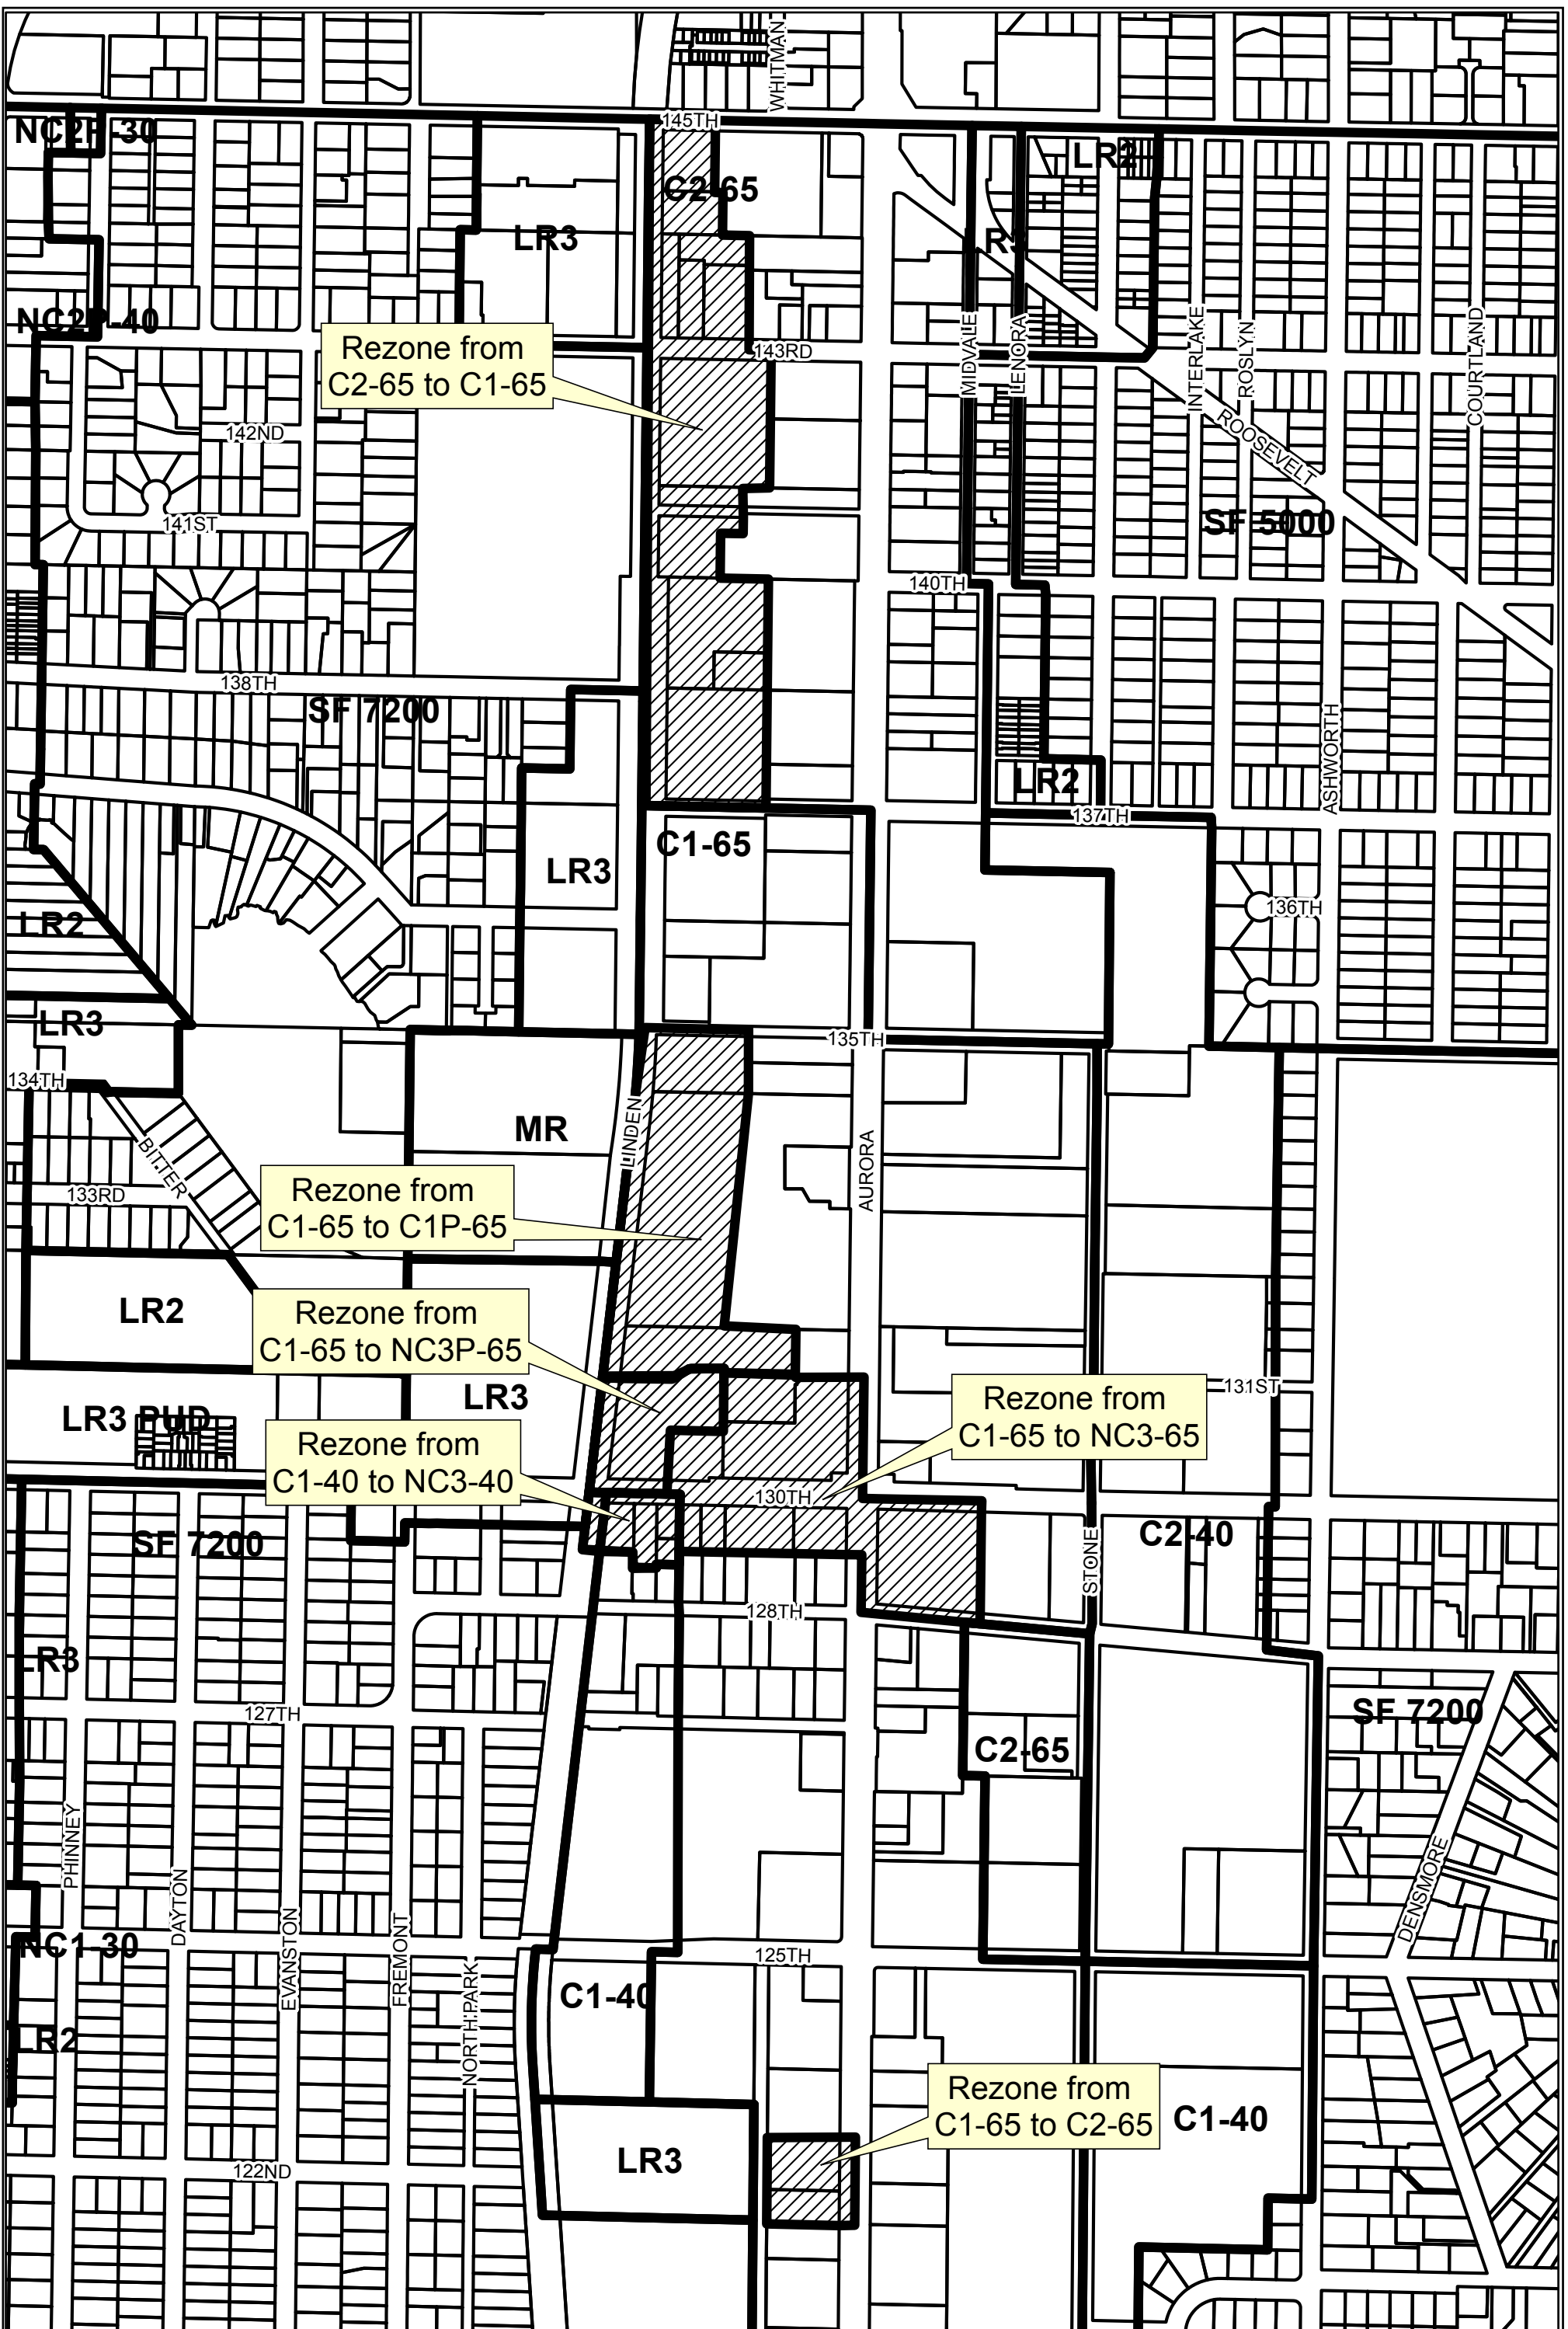 WHITMAN
145TH
NC2P-30
LR2
C2-65
LR3
NC2P-40
Rezone from
C2-65 to C1-65
143RD
MIDVALE
LENORA
INTERLAKE
ROSLYN
COURTLAND
142ND
ROOSEVELT
141ST
SF 5000
140TH
138TH
SF 7200
ASHWORTH
LR2
137TH
C1-65
LR3
136TH
LR2
LR3
135TH
134TH
MR
LINDEN
AURORA
BITTER
133RD
Rezone from
C1-65 to C1P-65
LR2
Rezone from
C1-65 to NC3P-65
131ST
LR3
Rezone from
C1-65 to NC3-65
LR3 PUD
Rezone from
C1-40 to NC3-40
130TH
SF 7200
C2-40
STONE
128TH
LR3
127TH
SF 7200
C2-65
PHINNEY
DAYTON
EVANSTON
FREMONT
NORTH PARK
DENSMORE
NC1-30
125TH
C1-40
LR2
Rezone from
C1-65 to C2-65
C1-40
LR3
122ND